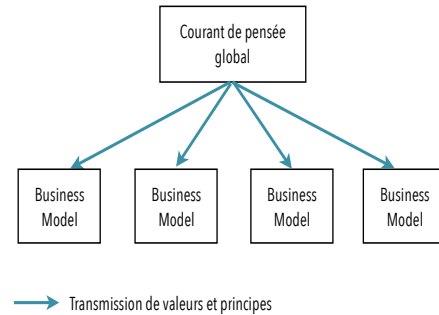 Courant de pensée
global
Business
Model
Business
Model
Business
Model
Business
Model
Transmission de valeurs et principes